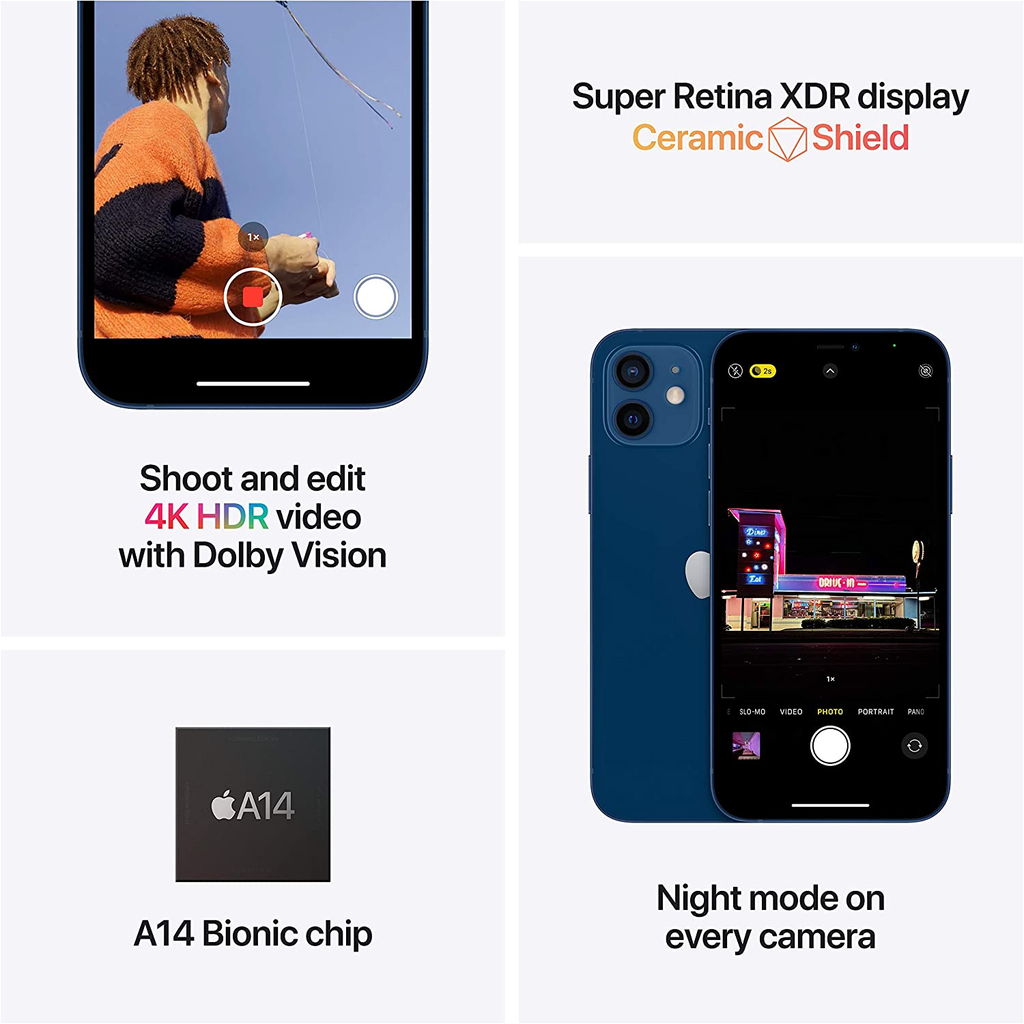 1×
Shoot and edit
4K HDR video
with Dolby Vision
A14
A14 Bionic chip
Super Retina XDR display
Ceramic Shield
2s
Diner
Eat
DRIVE-IN
1×
E SLO-MO VIDEO PHOTO PORTRAIT PANO
Night mode on
every camera